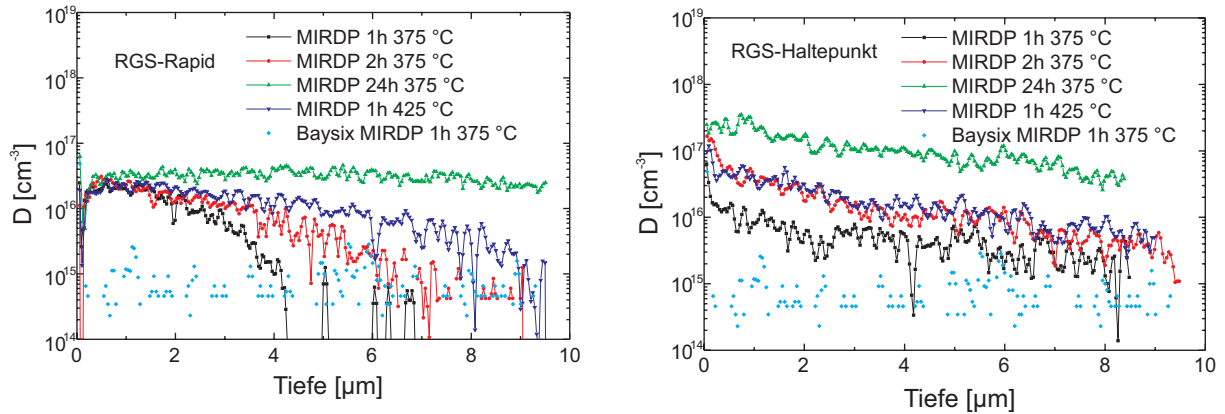 RGS-Rapid
MIRDP 1h 375 °C
MIRDP 2h 375 °C
MIRDP 24h 375 °C
MIRDP 1h 425 °C
Baysix MIRDP 1h 375 °C
D [cm-3]
10^19
10^18
10^17
10^16
10^15
10^14
0 2 4 6 8 10
Tiefe [µm]
RGS-Haltepunkt
MIRDP 1h 375 °C
MIRDP 2h 375 °C
MIRDP 24h 375 °C
MIRDP 1h 425 °C
Baysix MIRDP 1h 375 °C
D [cm-3]
10^19
10^18
10^17
10^16
10^15
10^14
0 2 4 6 8 10
Tiefe [µm]